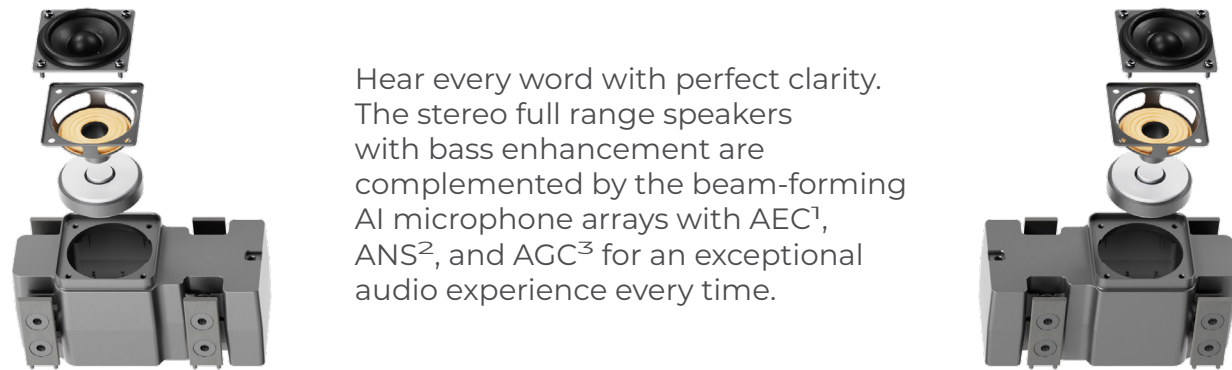 Hear every word with perfect clarity.
The stereo full range speakers
with bass enhancement are
complemented by the beam-forming
AI microphone arrays with AEC¹,
ANS², and AGC³ for an exceptional
audio experience every time.